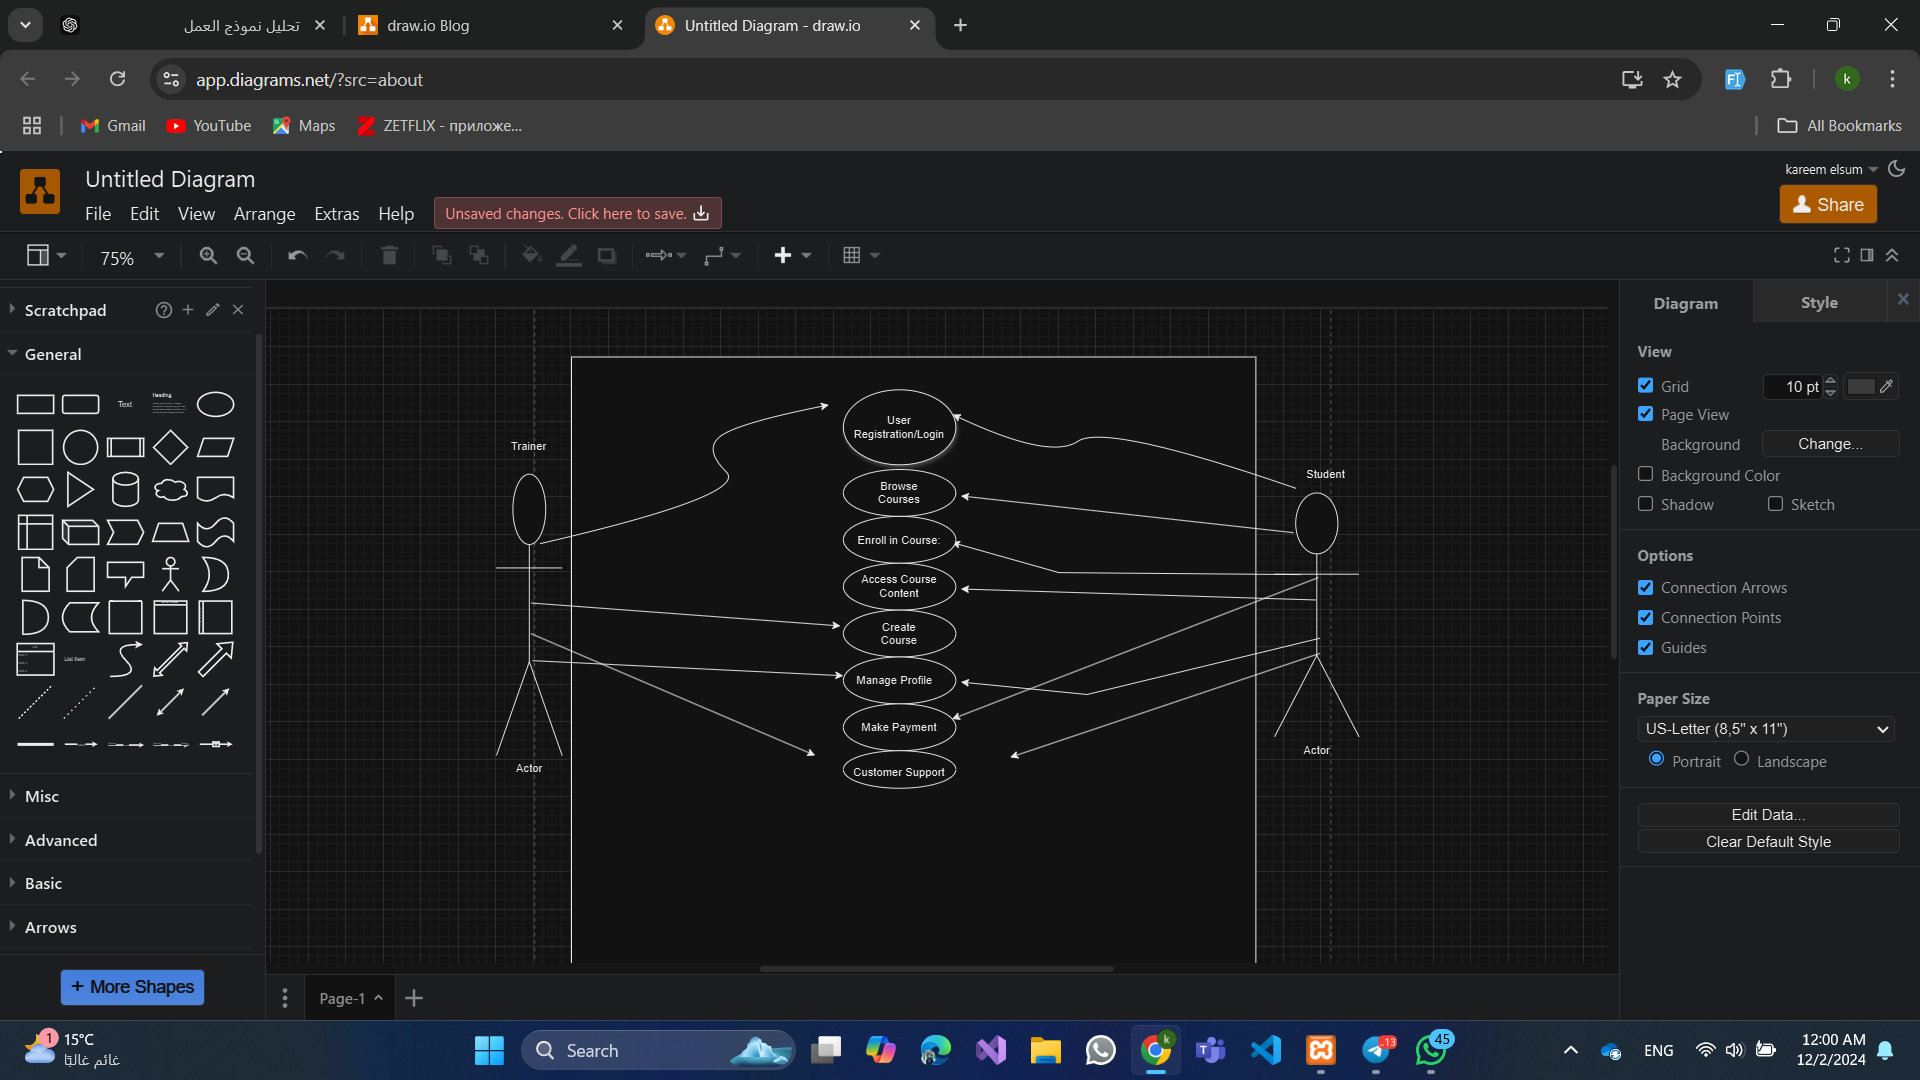 تحليل نموذج العمل
draw.io Blog
Untitled Diagram - draw.io
app.diagrams.net/?src=about
k
Gmail
YouTube
Maps
ZETFLIX - приложе...
All Bookmarks
Untitled Diagram
kareem elsum
File Edit View Arrange Extras Help
Unsaved changes. Click here to save.
Share
75%
Scratchpad
General
Text
Heading
List Item
Misc
Advanced
Basic
Arrows
+ More Shapes
Trainer
Actor
User
Registration/Login
Browse
Courses
Enroll in Course:
Access Course
Content
Create
Course
Manage Profile
Make Payment
Customer Support
Student
Actor
Diagram
Style
View
Grid
10 pt
Page View
Background
Change...
Background Color
Shadow
Sketch
Options
Connection Arrows
Connection Points
Guides
Paper Size
US-Letter (8,5" x 11")
Portrait
Landscape
Edit Data...
Clear Default Style
Page-1
1
15°C
غائم غالبًا
Search
k
..13
45
ENG
12:00 AM
12/2/2024